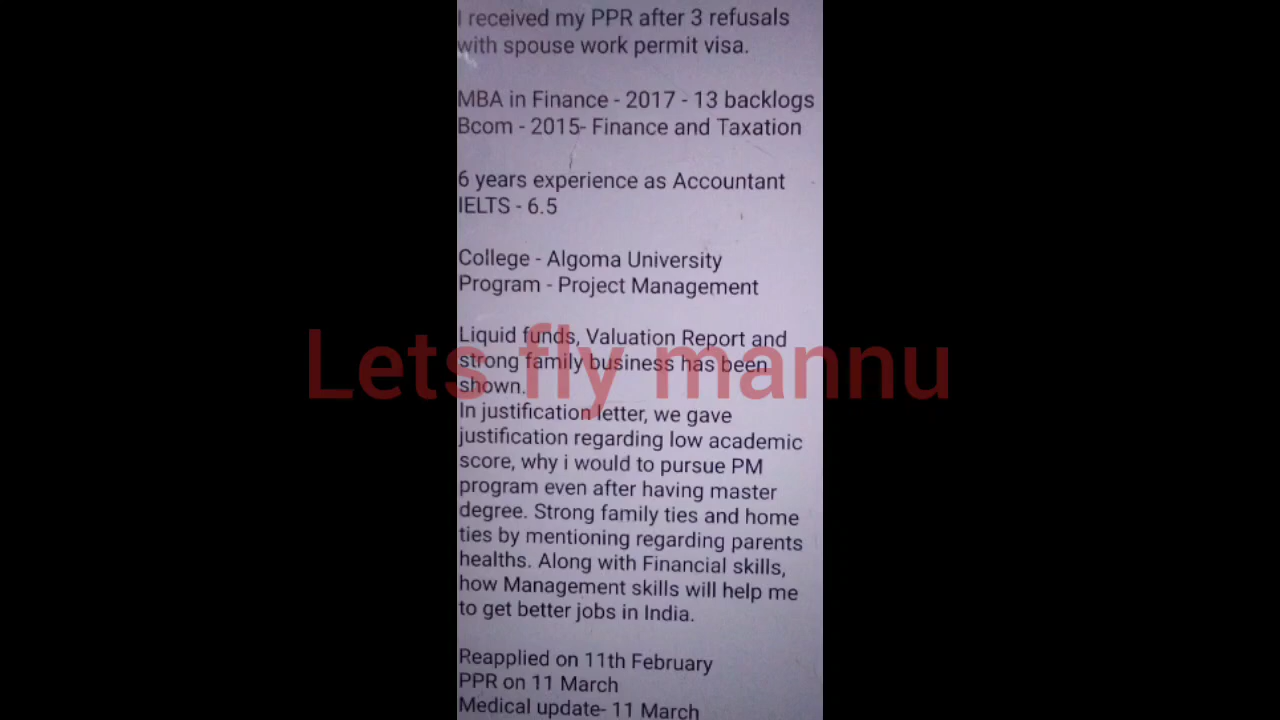 I received my PPR after 3 refusals
with spouse work permit visa.
MBA in Finance - 2017 - 13 backlogs
Bcom - 2015- Finance and Taxation
6 years experience as Accountant
IELTS - 6.5
College - Algoma University
Program - Project Management
Liquid funds, Valuation Report and
strong family business has been
shown.
Lets fly mannu
In justification letter, we gave
justification regarding low academic
score, why i would to pursue PM
program even after having master
degree. Strong family ties and home
ties by mentioning regarding parents
healths. Along with Financial skills,
how Management skills will help me
to get better jobs in India.
Reapplied on 11th February
PPR on 11 March
Medical update- 11 March